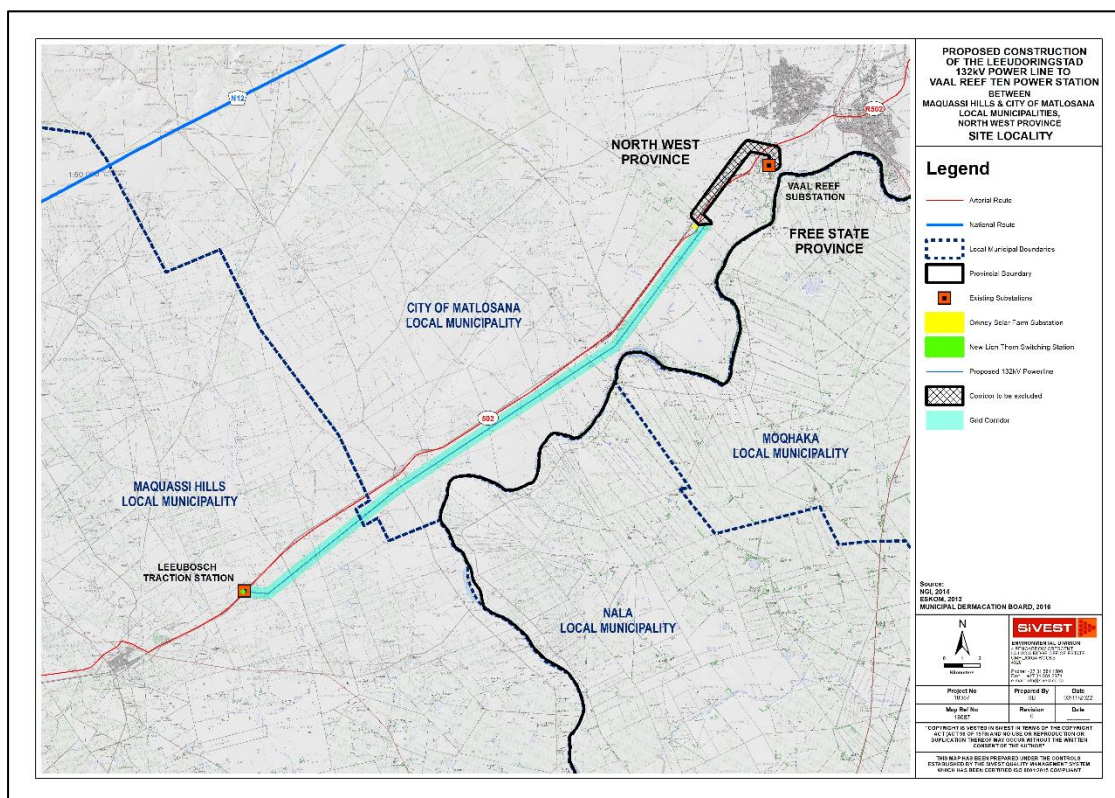 PROPOSED CONSTRUCTION
OF THE LEEUDORINGSTAD
132kV POWER LINE TO
VAAL REEF TEN POWER STATION
BETWEEN
MAQUASSI HILLS & CITY OF MATLOSANA
LOCAL MUNICIPALITIES,
NORTH WEST PROVINCE
SITE LOCALITY
Legend
Arterial Route
National Route
Local Municipal Boundaries
Provincial Boundary
Existing Substations
Orkney Solar Farm Substation
New Lion Thorn Switching Station
Proposed 132kV Powerline
Corridor to be excluded
Grid Corridor
N12
R502
NORTH WEST
PROVINCE
VAAL REEF
SUBSTATION
FREE STATE
PROVINCE
CITY OF MATLOSANA
LOCAL MUNICIPALITY
502
MOQHAKA
LOCAL MUNICIPALITY
MAQUASSI HILLS
LOCAL MUNICIPALITY
LEEUBOSCH
TRACTION STATION
NALA
LOCAL MUNICIPALITY
Source:
NGI, 2014
ESKOM, 2012
MUNICIPAL DERMACATION BOARD, 2016
N
Kilometers
SiVEST
ENVIRONMENTAL DIVISION
Project No
Prepared By
Date
03/11/2022
Map Ref No
Revision
Date
"COPYRIGHT IS VESTED IN SIVEST IN TERMS OF THE COPYRIGHT
ACT (ACT 98 OF 1978) AND NO USE OR REPRODUCTION OR
DUPLICATION THEREOF MAY OCCUR WITHOUT THE WRITTEN
CONSENT OF THE AUTHOR"
THIS MAP HAS BEEN PREPARED UNDER THE CONTROLS
ESTABLISHED BY THE SIVEST QUALITY MANAGEMENT SYSTEM
WHICH HAS BEEN CERTIFIED ISO 9001:2015 COMPLIANT